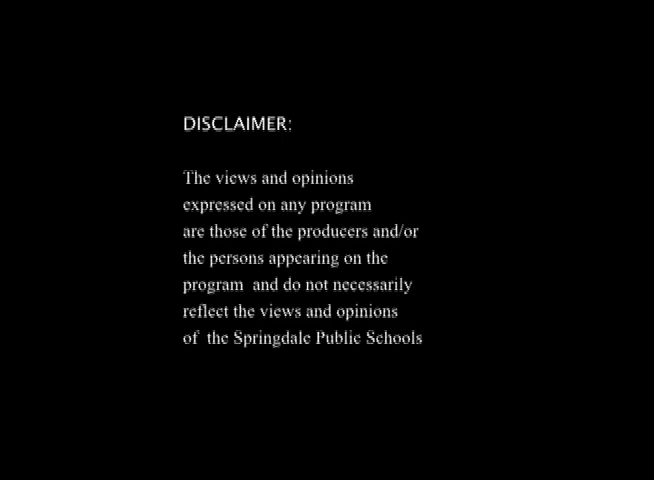 DISCLAIMER:
The views and opinions
expressed on any program
are those of the producers and/or
the persons appearing on the
program  and do not necessarily
reflect the views and opinions
of  the Springdale Public Schools